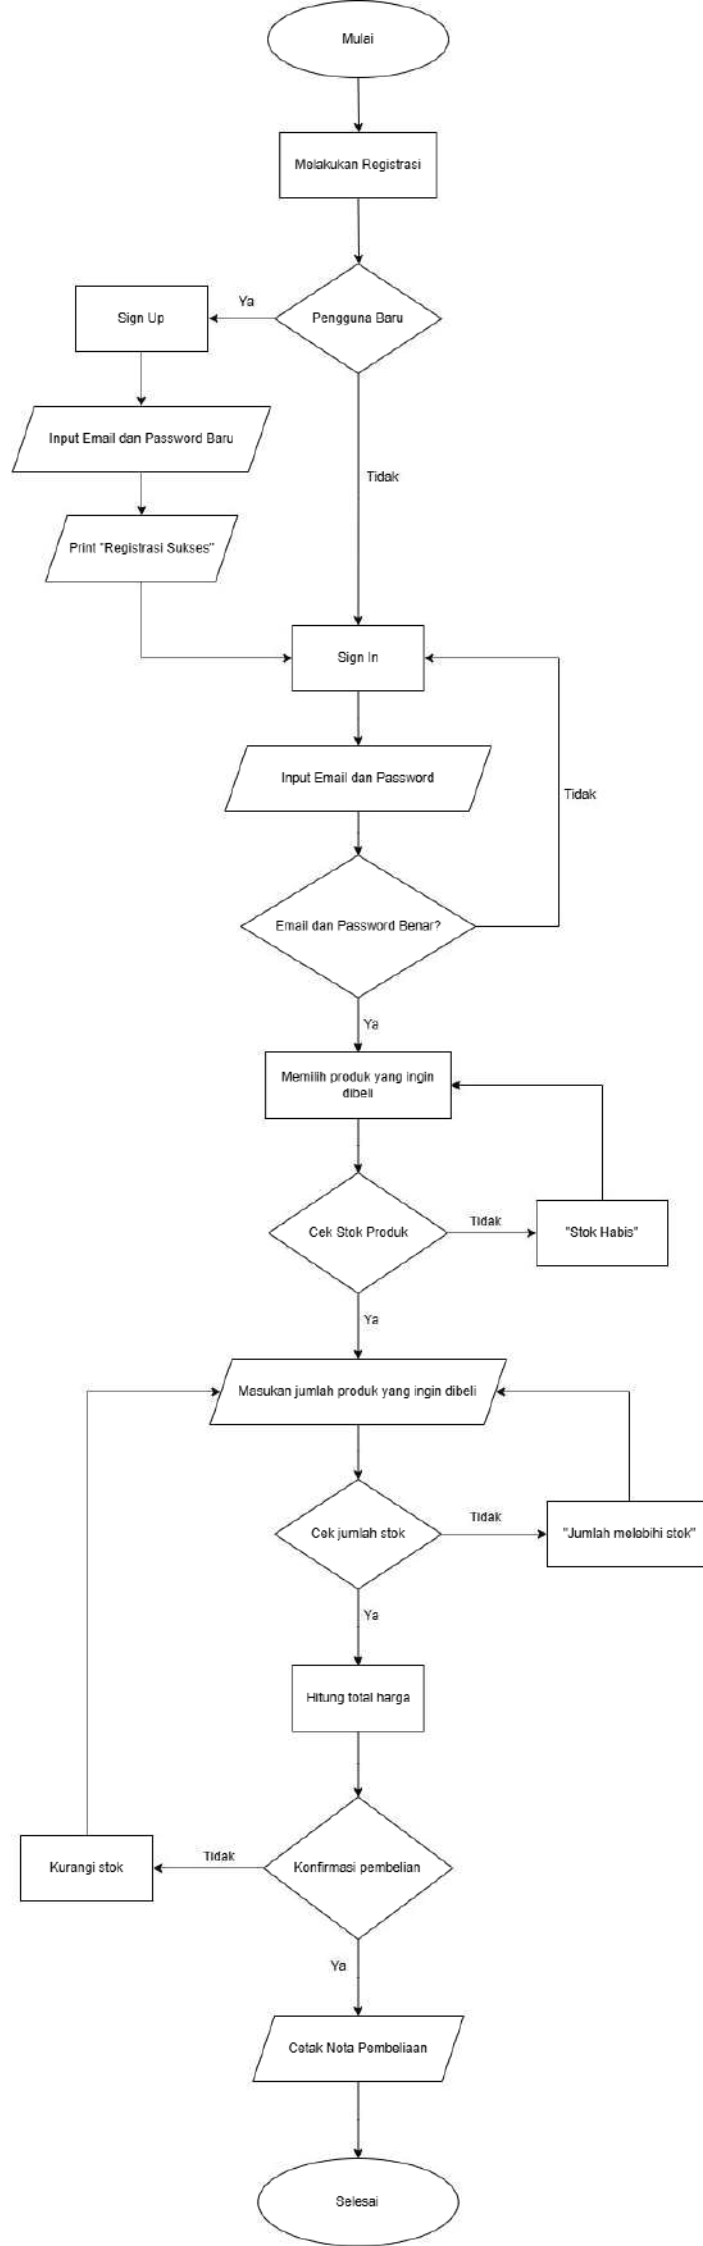 Mulai
Melakukan Registrasi
Pengguna Baru
Ya
Sign Up
Input Email dan Password Baru
Print "Registrasi Sukses"
Tidak
Sign In
Input Email dan Password
Tidak
Email dan Password Benar?
Ya
Memilih produk yang ingin
dibeli
Cek Stok Produk
Tidak
"Stok Habis"
Ya
Masukan jumlah produk yang ingin dibeli
Cek jumlah stok
Tidak
"Jumlah melebihi stok"
Ya
Hitung total harga
Konfirmasi pembelian
Tidak
Kurangi stok
Ya
Cetak Nota Pembeliaan
Selesai